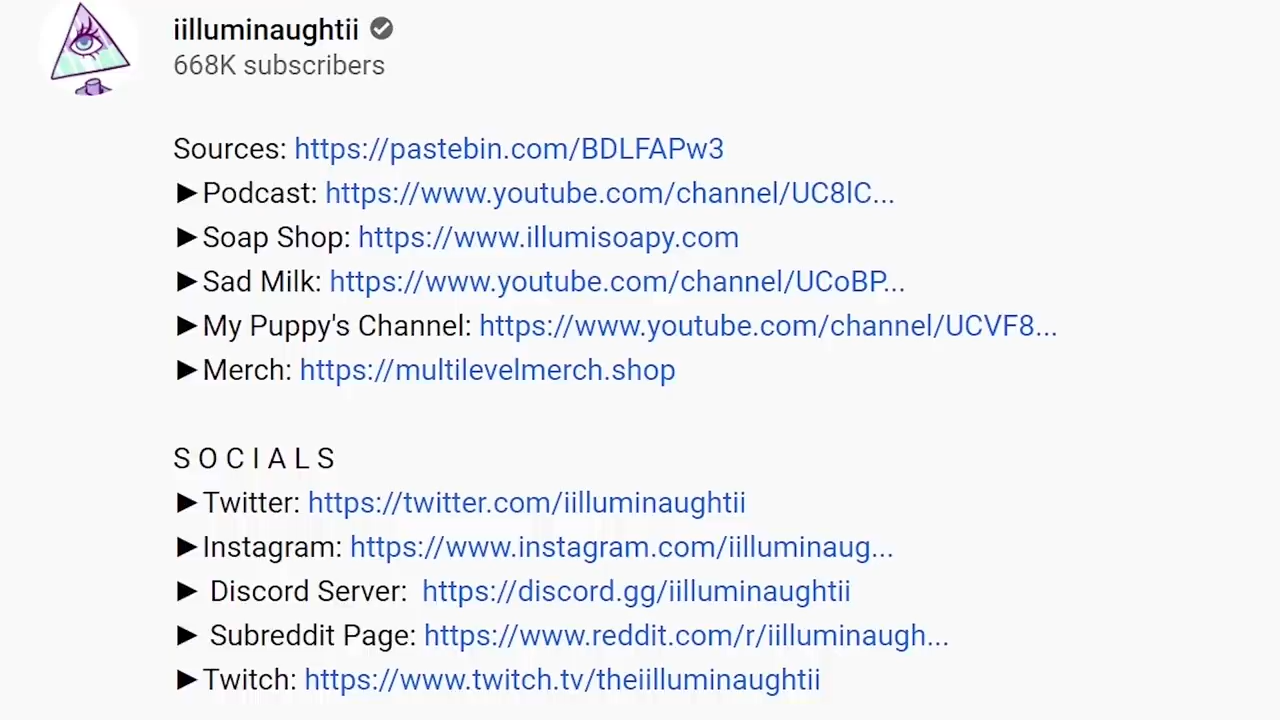 iilluminaughtii
668K subscribers
Sources: https://pastebin.com/BDLFAPw3
►Podcast: https://www.youtube.com/channel/UC8lC...
►Soap Shop: https://www.illumisoapy.com
►Sad Milk: https://www.youtube.com/channel/UCoBP...
►My Puppy's Channel: https://www.youtube.com/channel/UCVF8...
►Merch: https://multilevelmerch.shop
S O C I A L S
►Twitter: https://twitter.com/iilluminaughtii
►Instagram: https://www.instagram.com/iilluminaug...
► Discord Server: https://discord.gg/iilluminaughtii
► Subreddit Page: https://www.reddit.com/r/iilluminaugh...
►Twitch: https://www.twitch.tv/theiilluminaughtii